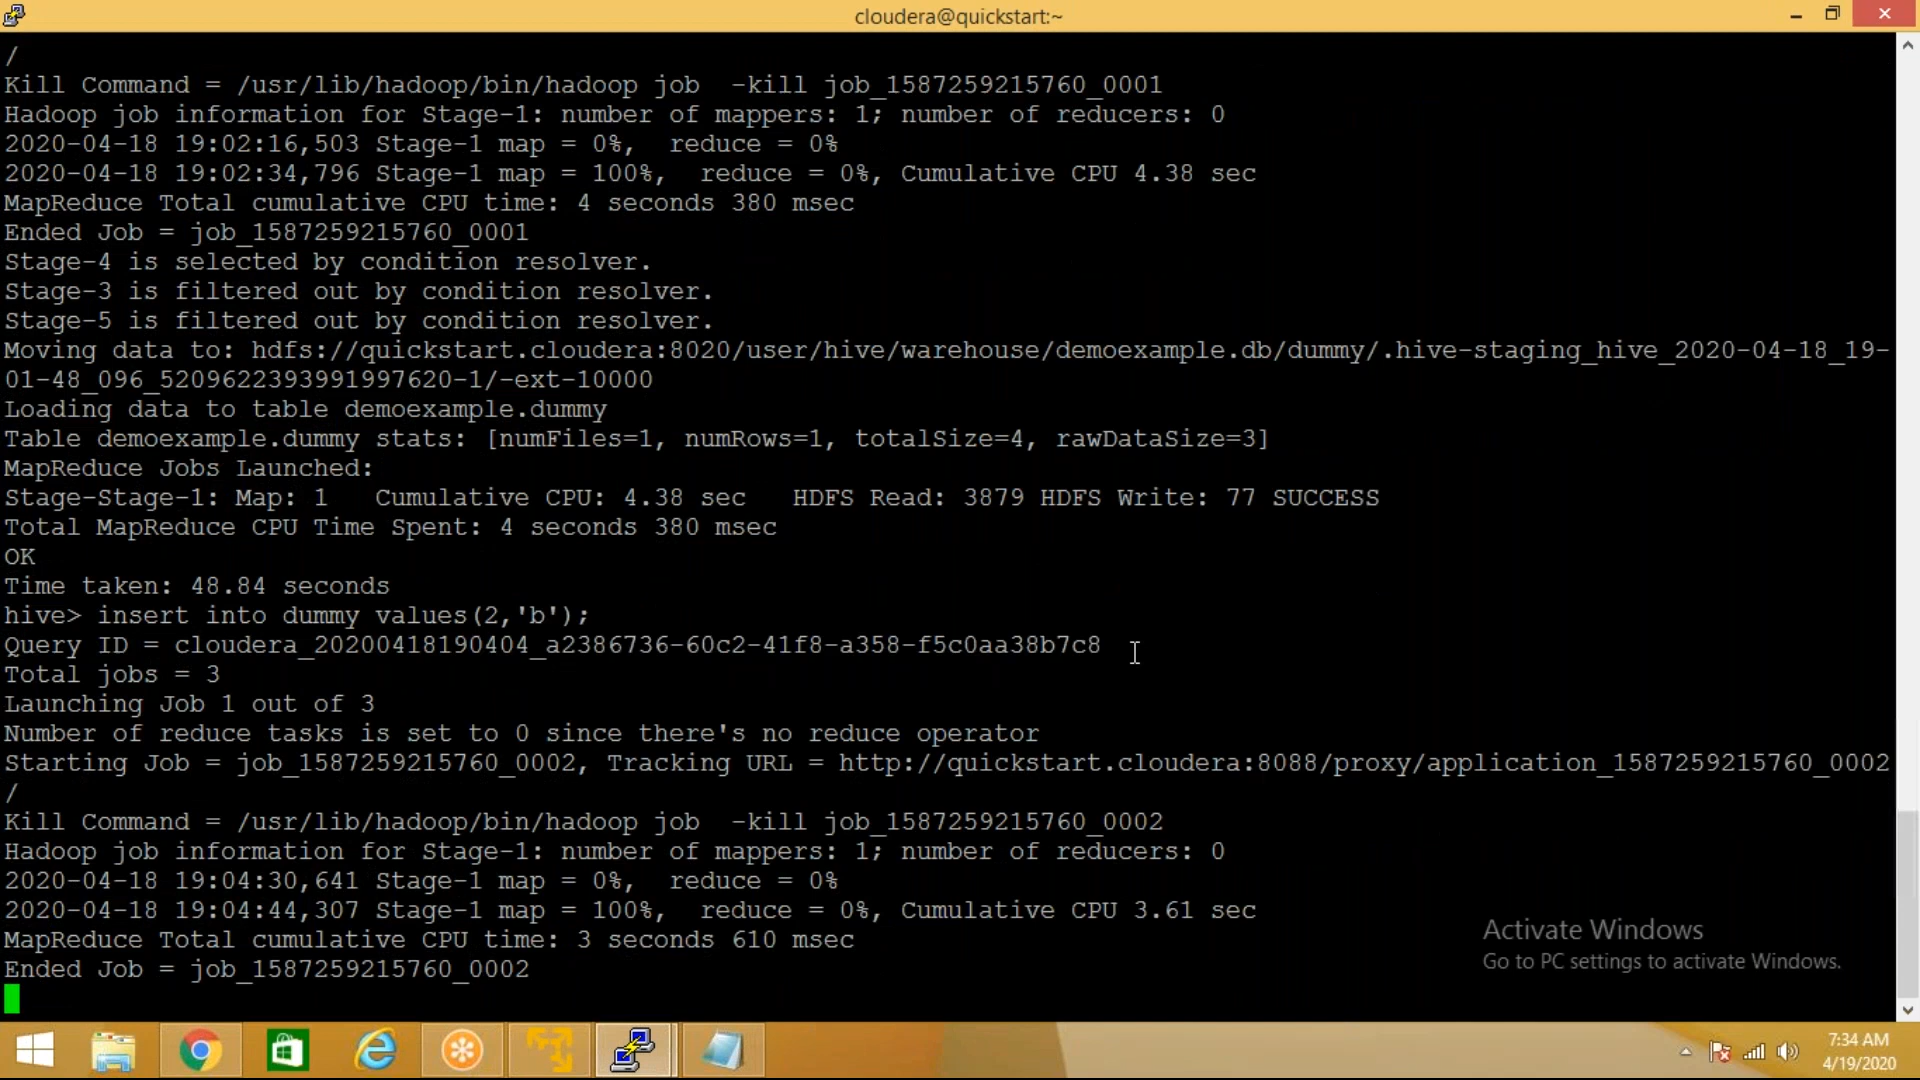 cloudera@quickstart:~
/
Kill Command = /usr/lib/hadoop/bin/hadoop job  -kill job_1587259215760_0001
Hadoop job information for Stage-1: number of mappers: 1; number of reducers: 0
2020-04-18 19:02:16,503 Stage-1 map = 0%,  reduce = 0%
2020-04-18 19:02:34,796 Stage-1 map = 100%,  reduce = 0%, Cumulative CPU 4.38 sec
MapReduce Total cumulative CPU time: 4 seconds 380 msec
Ended Job = job_1587259215760_0001
Stage-4 is selected by condition resolver.
Stage-3 is filtered out by condition resolver.
Stage-5 is filtered out by condition resolver.
Moving data to: hdfs://quickstart.cloudera:8020/user/hive/warehouse/demoexample.db/dummy/.hive-staging_hive_2020-04-18_19-
01-48_096_5209622393991997620-1/-ext-10000
Loading data to table demoexample.dummy
Table demoexample.dummy stats: [numFiles=1, numRows=1, totalSize=4, rawDataSize=3]
MapReduce Jobs Launched:
Stage-Stage-1: Map: 1   Cumulative CPU: 4.38 sec   HDFS Read: 3879 HDFS Write: 77 SUCCESS
Total MapReduce CPU Time Spent: 4 seconds 380 msec
OK
Time taken: 48.84 seconds
hive> insert into dummy values(2,'b');
Query ID = cloudera_20200418190404_a2386736-60c2-41f8-a358-f5c0aa38b7c8
Total jobs = 3
Launching Job 1 out of 3
Number of reduce tasks is set to 0 since there's no reduce operator
Starting Job = job_1587259215760_0002, Tracking URL = http://quickstart.cloudera:8088/proxy/application_1587259215760_0002
/
Kill Command = /usr/lib/hadoop/bin/hadoop job  -kill job_1587259215760_0002
Hadoop job information for Stage-1: number of mappers: 1; number of reducers: 0
2020-04-18 19:04:30,641 Stage-1 map = 0%,  reduce = 0%
2020-04-18 19:04:44,307 Stage-1 map = 100%,  reduce = 0%, Cumulative CPU 3.61 sec
MapReduce Total cumulative CPU time: 3 seconds 610 msec
Ended Job = job_1587259215760_0002
Activate Windows
Go to PC settings to activate Windows.
7:34 AM
4/19/2020